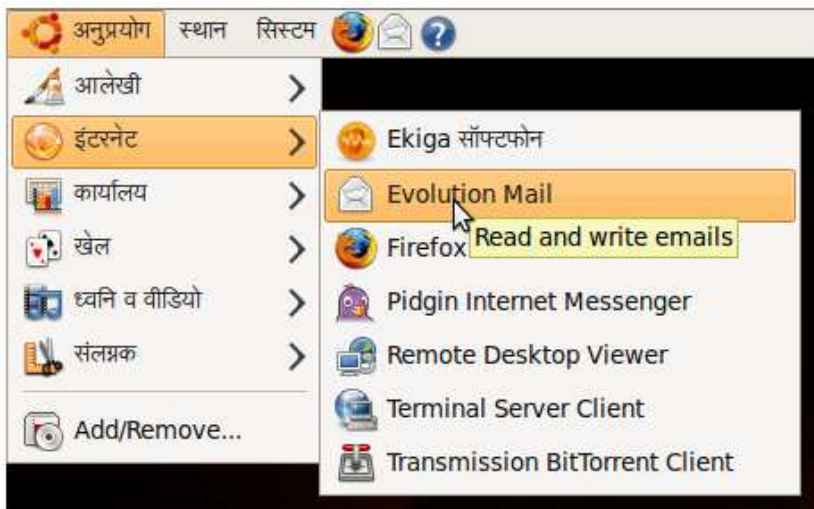 अनुप्रयोग स्थान सिस्टम
आलेखी
इंटरनेट
कार्यालय
खेल
ध्वनि व वीडियो
संलग्नक
Add/Remove...
Ekiga सॉफ्टफोन
Evolution Mail
Read and write emails
Firefox
Pidgin Internet Messenger
Remote Desktop Viewer
Terminal Server Client
Transmission BitTorrent Client